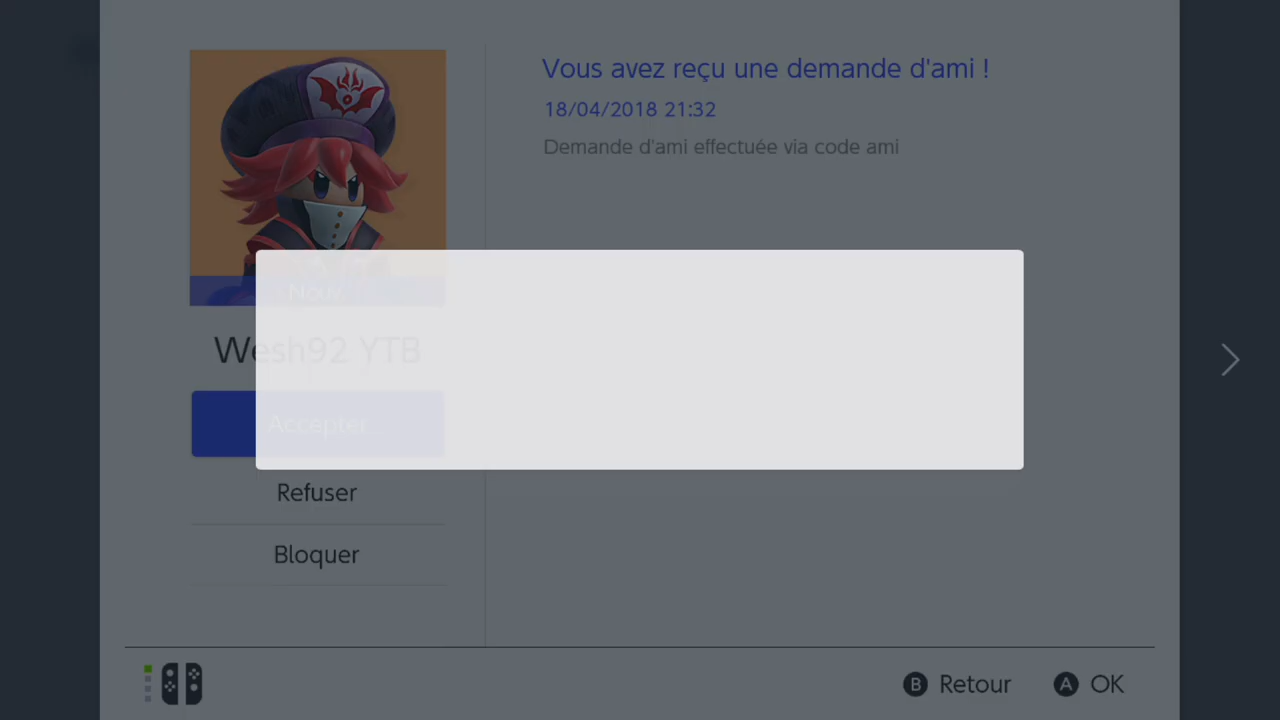 Vous avez reçu une demande d'ami !
18/04/2018 21:32
Demande d'ami effectuée via code ami
Wesh92 YTB
Accepter
Refuser
Bloquer
B Retour
A OK